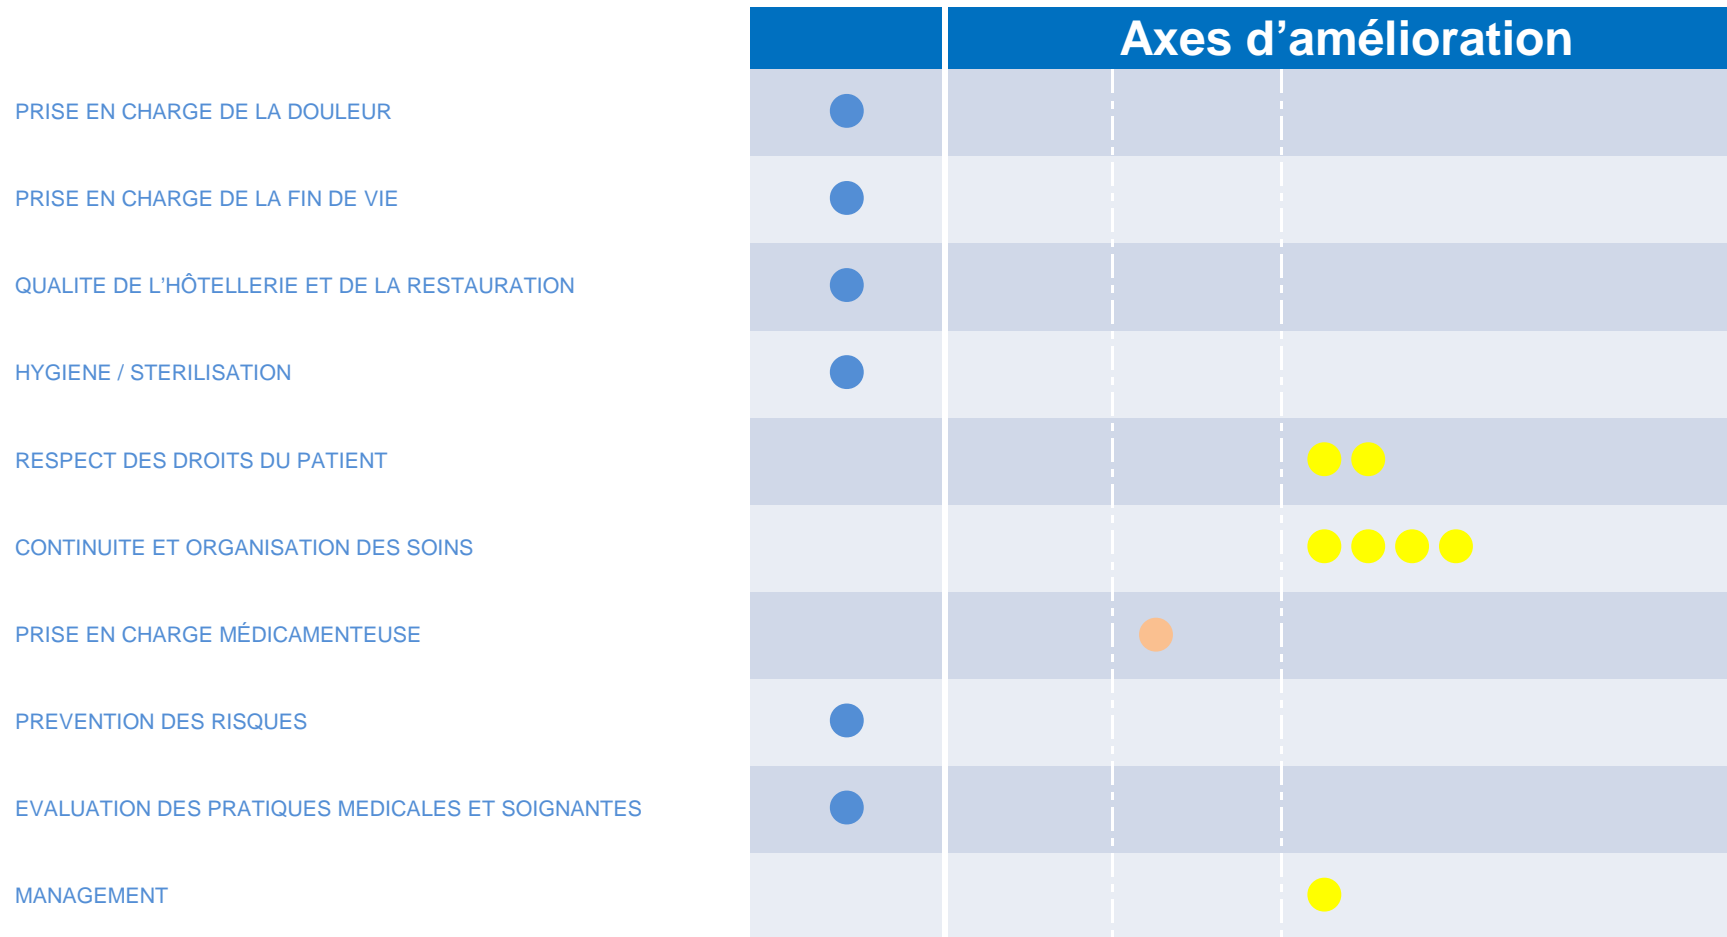 Axes d’amélioration
PRISE EN CHARGE DE LA DOULEUR
PRISE EN CHARGE DE LA FIN DE VIE
QUALITE DE L’HÔTELLERIE ET DE LA RESTAURATION
HYGIENE / STERILISATION
RESPECT DES DROITS DU PATIENT
CONTINUITE ET ORGANISATION DES SOINS
PRISE EN CHARGE MÉDICAMENTEUSE
PREVENTION DES RISQUES
EVALUATION DES PRATIQUES MEDICALES ET SOIGNANTES
MANAGEMENT